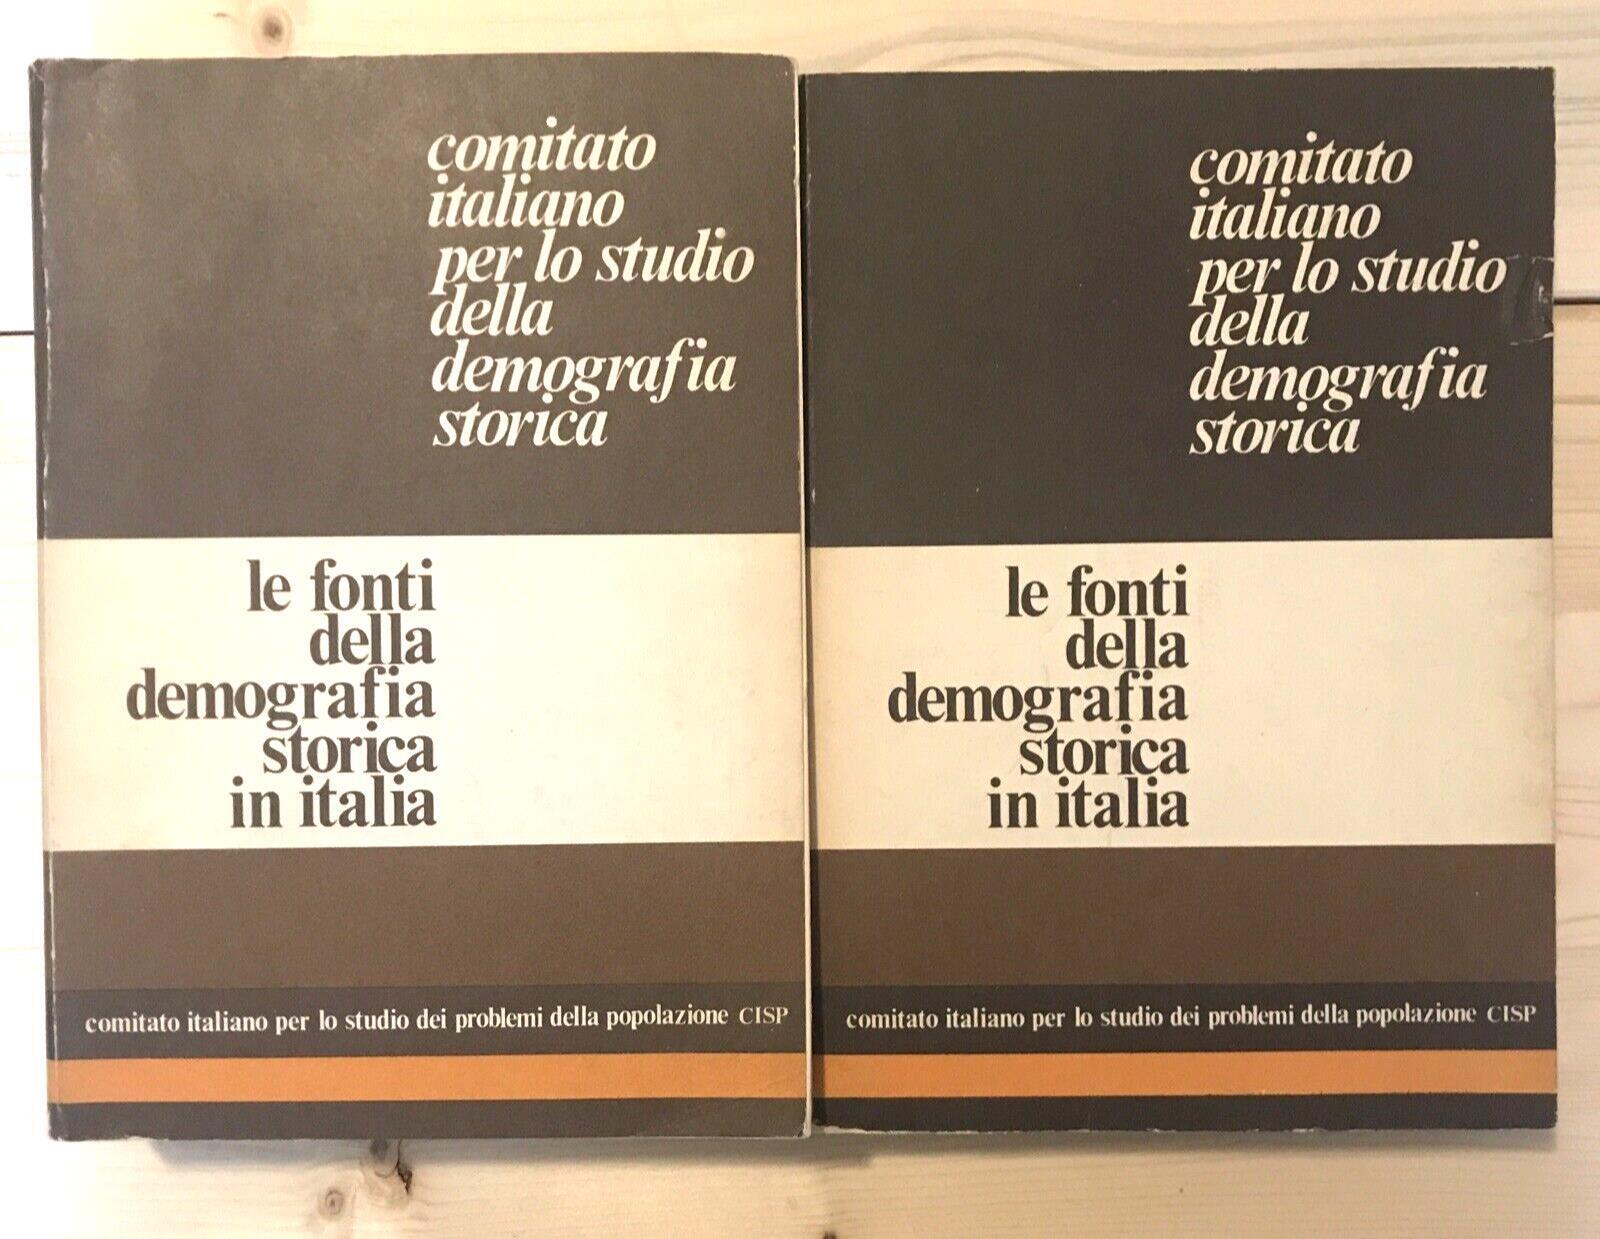 comitato
italiano
per lo studio
della
demografia
storica
le fonti
della
demografia
storica
in italia
comitato italiano per lo studio dei problemi della popolazione CISP
comitato
italiano
per lo studio
della
demografia
storica
le fonti
della
demografia
storica
in italia
comitato italiano per lo studio dei problemi della popolazione CISP